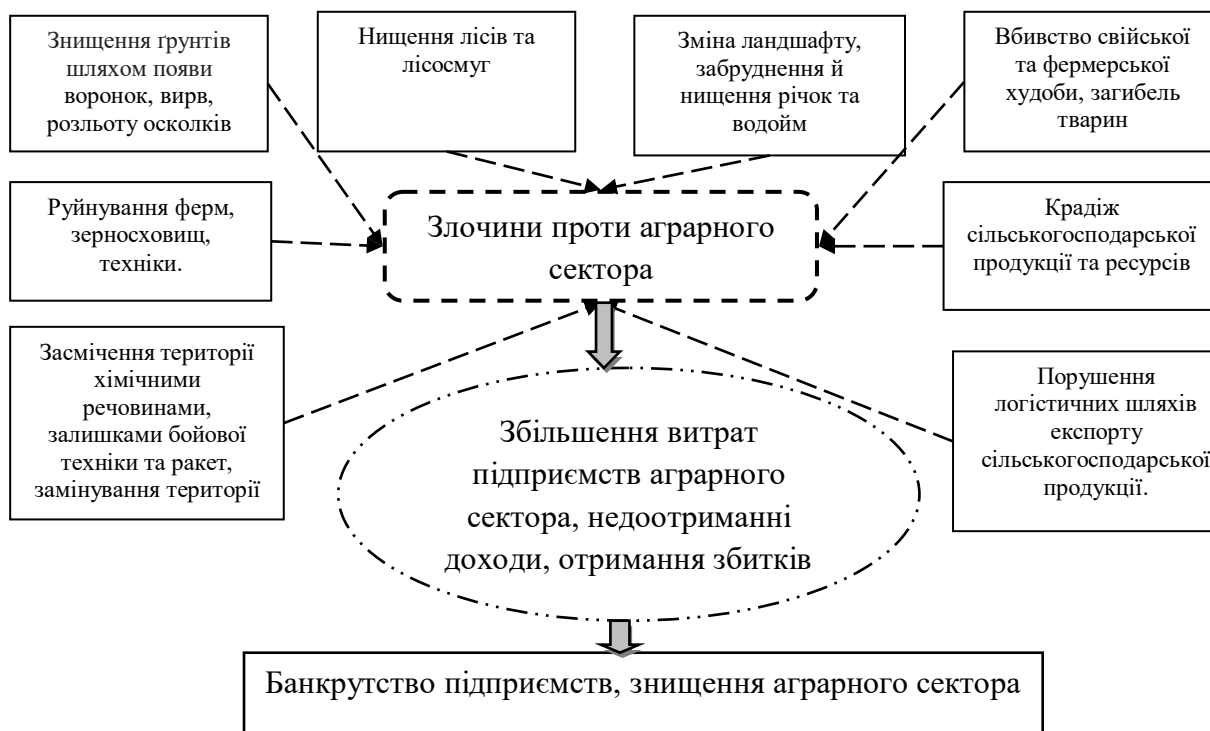 Знищення ґрунтів
шляхом появи
воронок, вирв,
розльоту осколків
Нищення лісів та
лісосмуг
Зміна ландшафту,
забруднення й
нищення річок та
водойм
Вбивство свійської
та фермерської
худоби, загибель
тварин
Руйнування ферм,
зерносховищ,
техніки.
Злочини проти аграрного
сектора
Крадіж
сільськогосподарської
продукції та ресурсів
Засмічення території
хімічними
речовинами,
залишками бойової
техніки та ракет,
замінування території
Збільшення витрат
підприємств аграрного
сектора, недоотриманні
доходи, отримання збитків
Порушення
логістичних шляхів
експорту
сільськогосподарської
продукції.
Банкрутство підприємств, знищення аграрного сектора